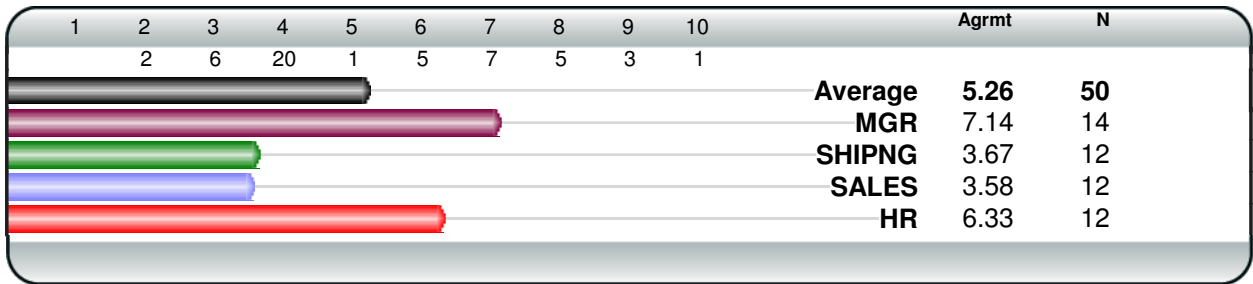 1 2 3 4 5 6 7 8 9 10 Agrmt N
2 6 20 1 5 7 5 3 1
Average 5.26 50
MGR 7.14 14
SHIPNG 3.67 12
SALES 3.58 12
HR 6.33 12